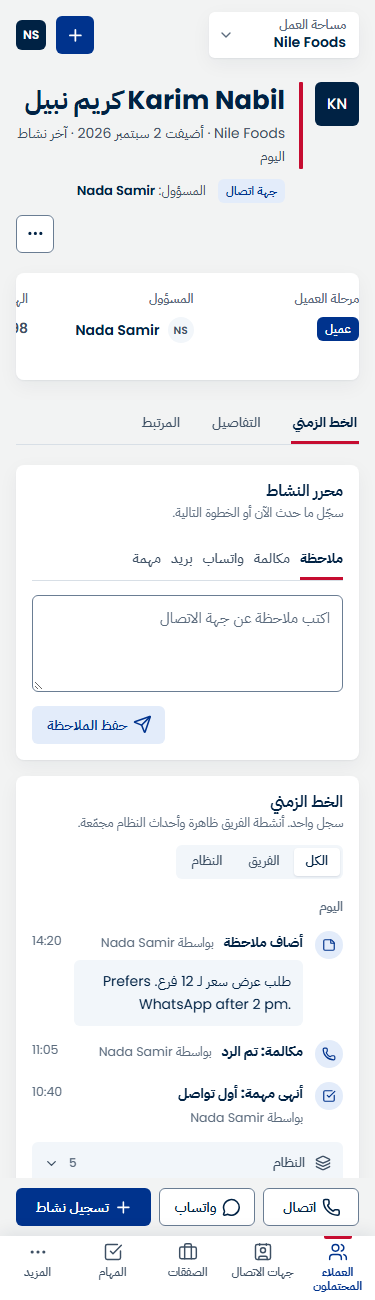 مساحة العمل
Nile Foods
NS
KN
Karim Nabil كريم نبيل
Nile Foods · أضيفت 2 سبتمبر 2026 · آخر نشاط
اليوم
جهة اتصال
المسؤول: Nada Samir
مرحلة العميل
المسؤول
عميل
NS
Nada Samir
98
الخط الزمني
التفاصيل
المرتبط
محرر النشاط
سجّل ما حدث الآن أو الخطوة التالية.
ملاحظة
مكالمة
واتساب
بريد
مهمة
اكتب ملاحظة عن جهة الاتصال
حفظ الملاحظة
الخط الزمني
سجل واحد. أنشطة الفريق ظاهرة وأحداث النظام مجمّعة.
الكل
الفريق
النظام
اليوم
أضاف ملاحظة بواسطة Nada Samir
14:20
طلب عرض سعر لـ 12 فرع. Prefers
WhatsApp after 2 pm.
مكالمة: تم الرد بواسطة Nada Samir
11:05
أنهى مهمة: أول تواصل
10:40
بواسطة Nada Samir
النظام
5
اتصال
واتساب
تسجيل نشاط
العملاء
المحتملون
جهات الاتصال
الصفقات
المهام
المزيد